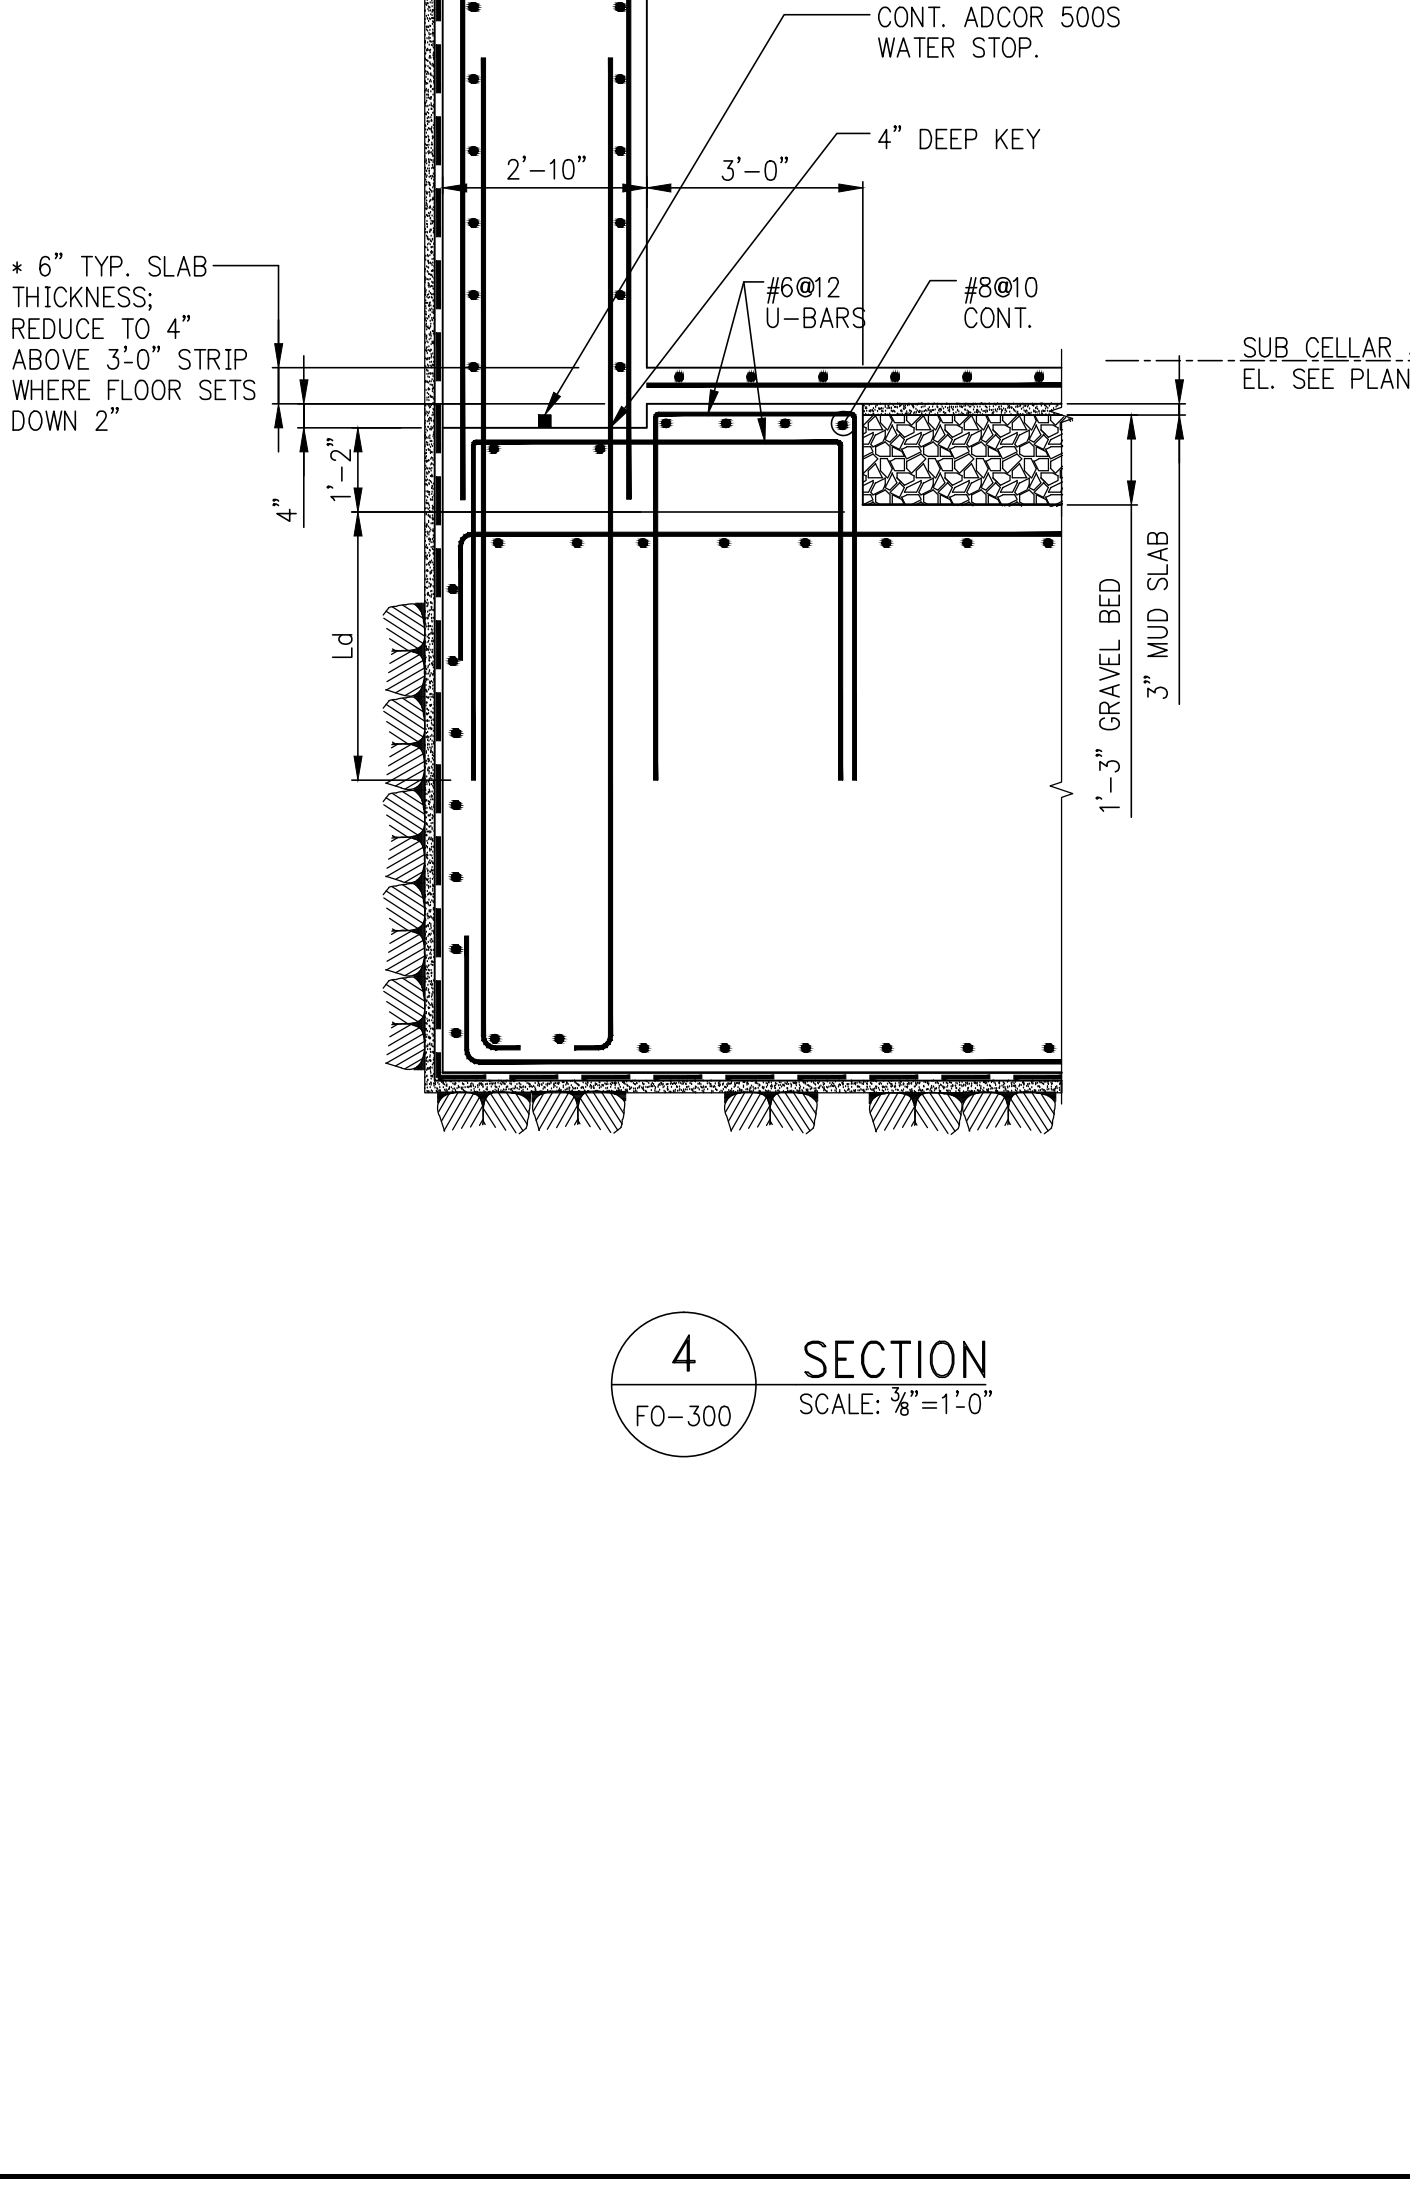 CONT. ADCOR 500S
WATER STOP.
4" DEEP KEY
2'-10"
3'-0"
* 6" TYP. SLAB
THICKNESS;
REDUCE TO 4"
ABOVE 3'-0" STRIP
WHERE FLOOR SETS
DOWN 2"
#6@12
U-BARS
#8@10
CONT.
SUB CELLAR
EL. SEE PLAN
1'-2"
4"
Ld
1'-3" GRAVEL BED
3" MUD SLAB
4
FO-300
SECTION
SCALE: 3/8"=1'-0"